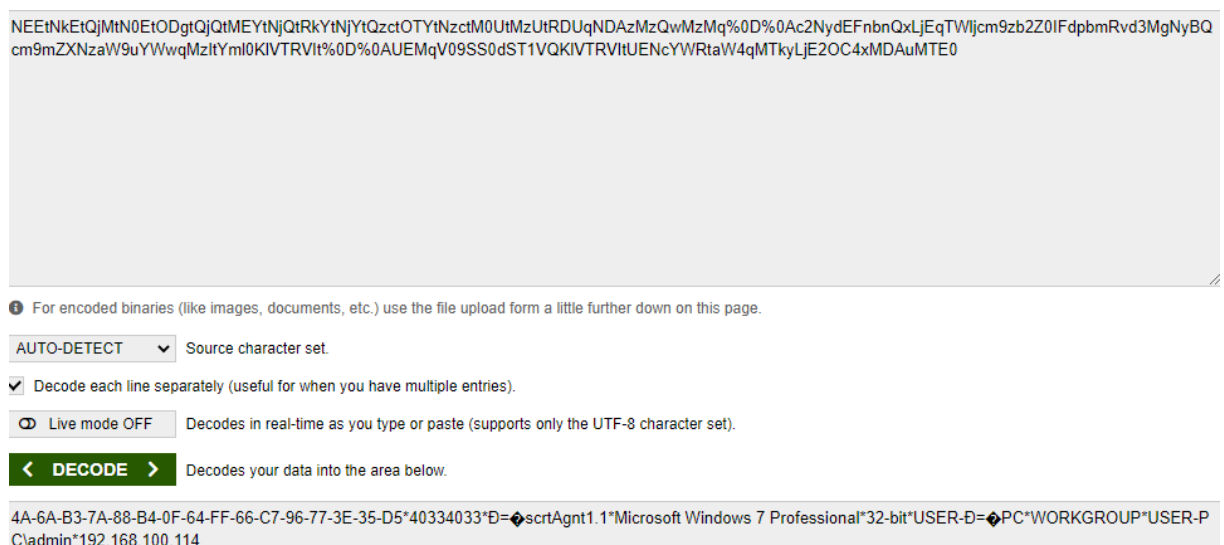 NEEtNkEtQjMtN0EtODgtQjQtMEYtNjQtRkYtNjYtQzctOTYtNzctM0UtMzUtRDUqNDAzMzQwMzMq%0D%0Ac2NydEFnbnQxLjEqTWljcm9zb2Z0IFdpbmRvd3MgNyBQ
cm9mZXNzaW9uYWwqMzItYml0KlVTRVIt%0D%0AUEMqV09SS0dST1VQKlVTRVItUENcYWRtaW4qMTkyLjE2OC4xMDAuMTE0
For encoded binaries (like images, documents, etc.) use the file upload form a little further down on this page.
AUTO-DETECT Source character set.
Decode each line separately (useful for when you have multiple entries).
Live mode OFF Decodes in real-time as you type or paste (supports only the UTF-8 character set).
< DECODE > Decodes your data into the area below.
4A-6A-B3-7A-88-B4-0F-64-FF-66-C7-96-77-3E-35-D5*40334033*Đ=�scrtAgnt1.1*Microsoft Windows 7 Professional*32-bit*USER-Đ=�PC*WORKGROUP*USER-P
C\admin*192.168.100.114